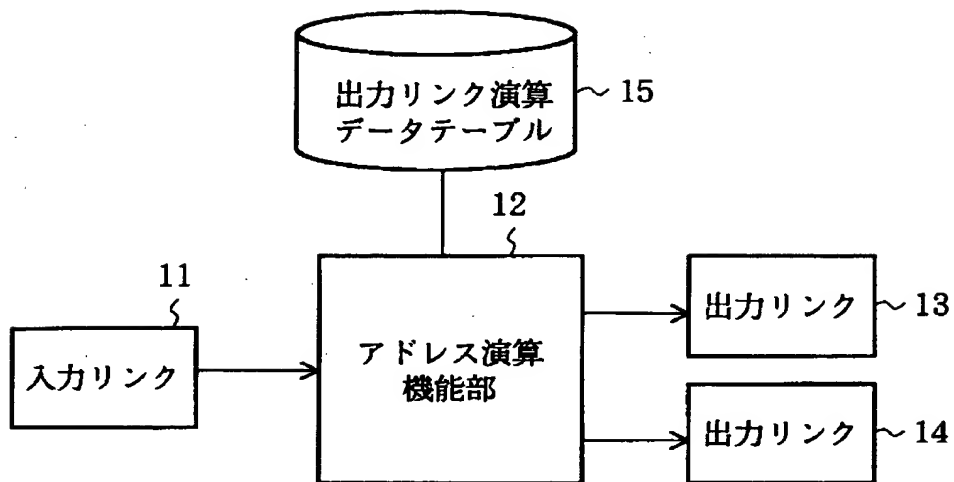 出力リンク演算
データテーブル
15
12
11
入力リンク
アドレス演算
機能部
出力リンク
13
出力リンク
14